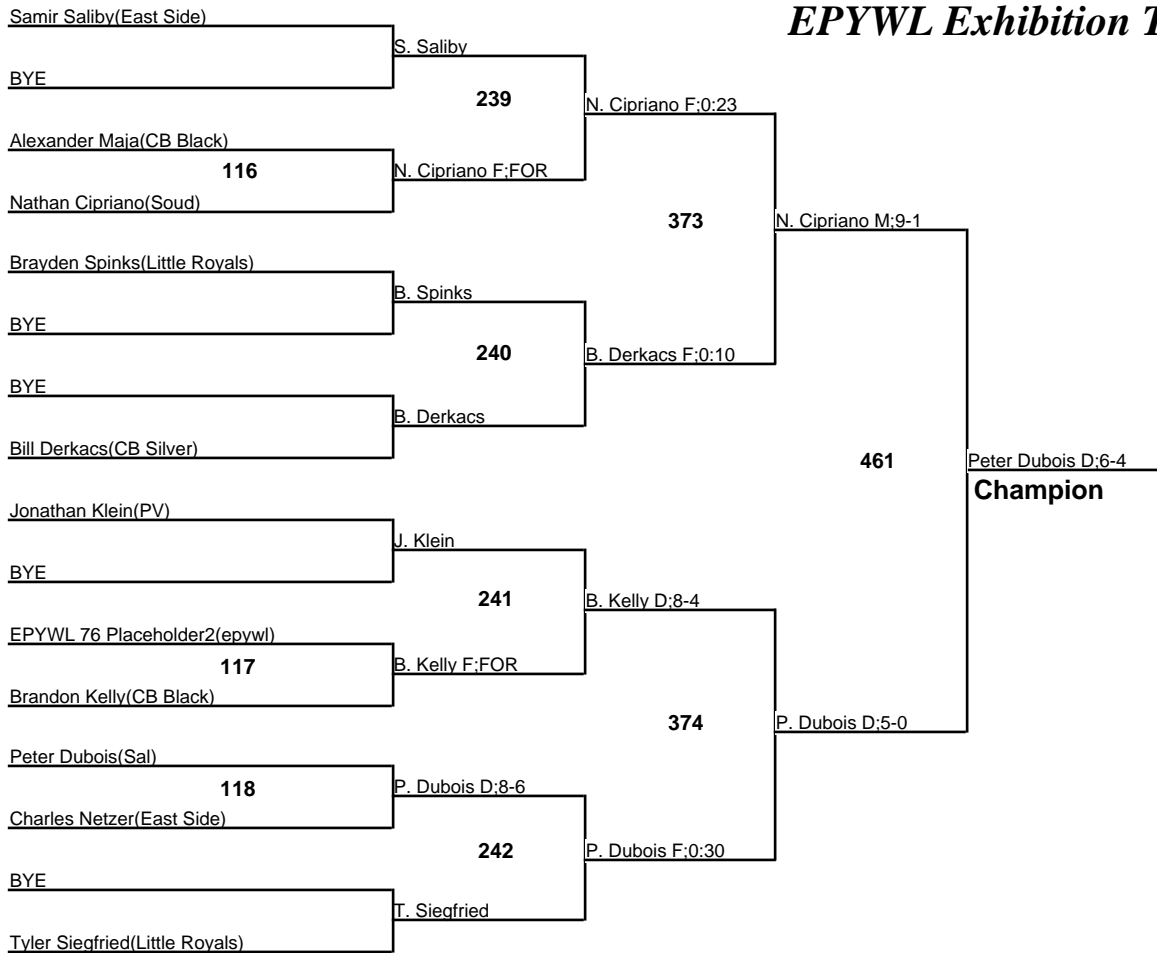 EPYWL Exhibition T
Samir Saliby(East Side)
S. Saliby
BYE
239
N. Cipriano F;0:23
Alexander Maja(CB Black)
116
N. Cipriano F;FOR
Nathan Cipriano(Soud)
373
N. Cipriano M;9-1
Brayden Spinks(Little Royals)
B. Spinks
BYE
240
B. Derkacs F;0:10
BYE
B. Derkacs
Bill Derkacs(CB Silver)
461
Peter Dubois D;6-4
Champion
Jonathan Klein(PV)
J. Klein
BYE
241
B. Kelly D;8-4
EPYWL 76 Placeholder2(epywl)
117
B. Kelly F;FOR
Brandon Kelly(CB Black)
374
P. Dubois D;5-0
Peter Dubois(Sal)
118
P. Dubois D;8-6
Charles Netzer(East Side)
242
P. Dubois F;0:30
BYE
T. Siegfried
Tyler Siegfried(Little Royals)